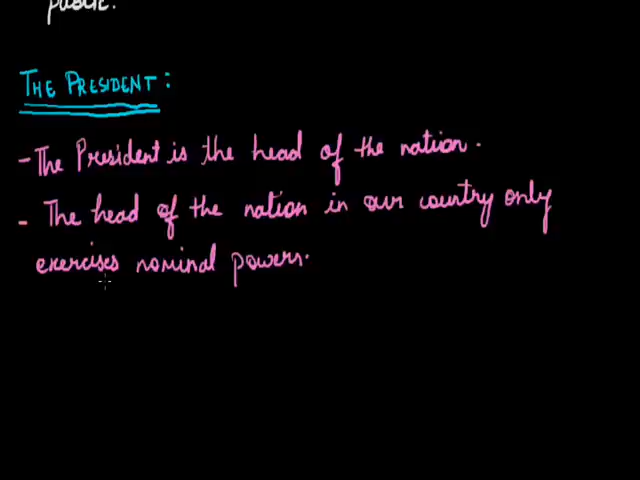 public.
THE PRESIDENT:
- The President is the head of the nation.
- The head of the nation in our country only
exercises nominal powers.